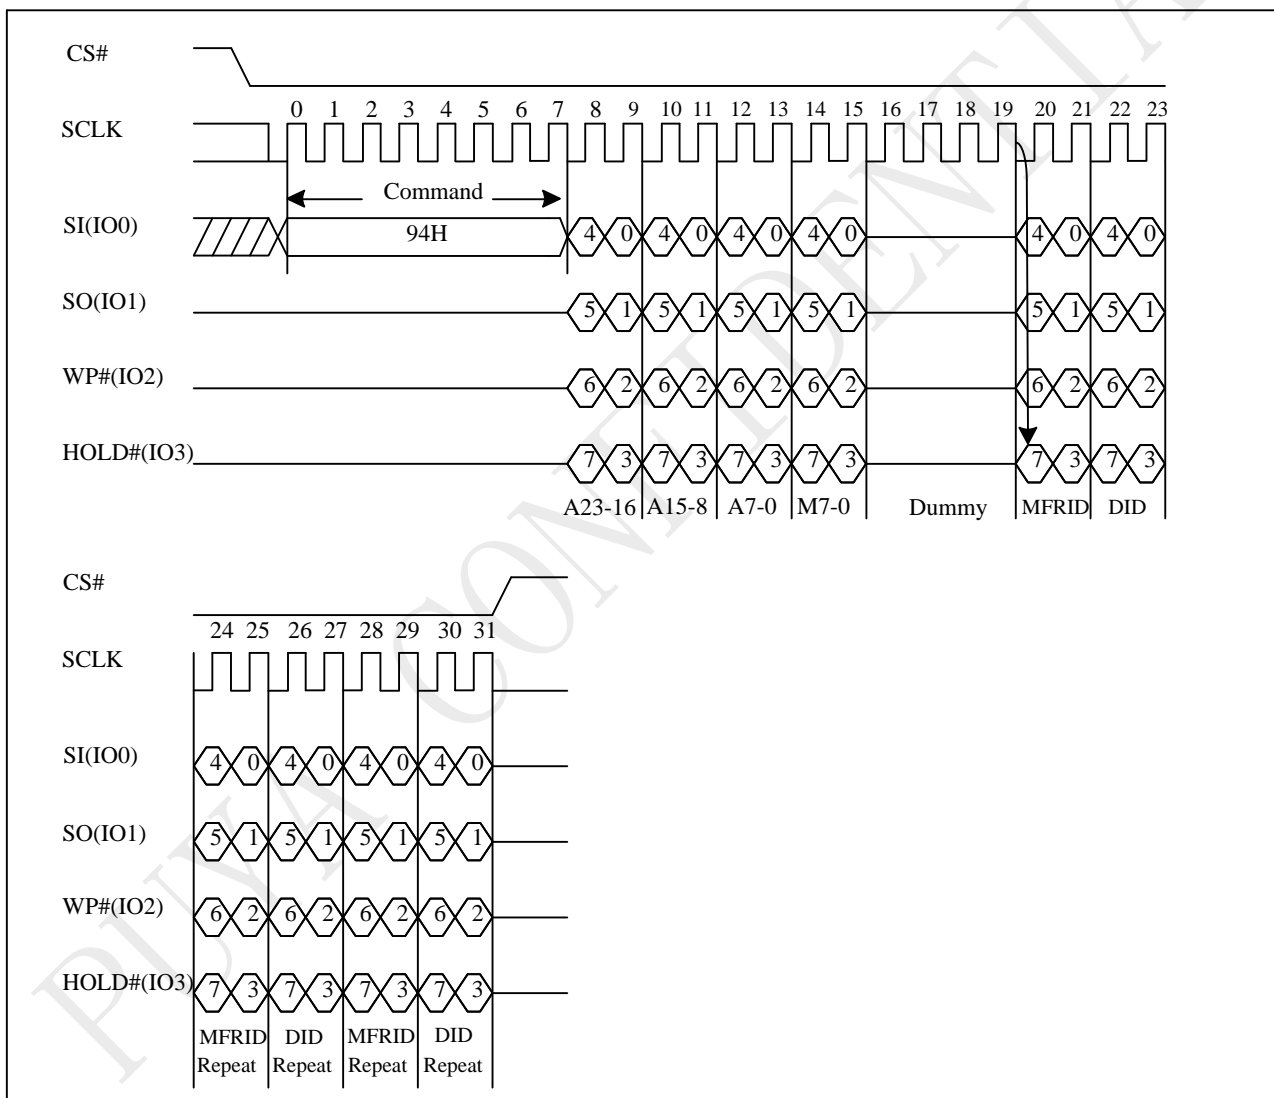 CS#
0 1 2 3 4 5 6 7 8 9 10 11 12 13 14 15 16 17 18 19 20 21 22 23
SCLK
Command
SI(IO0) 94H 4 0 4 0 4 0 4 0 4 0 4 0
SO(IO1) 5 1 5 1 5 1 5 1 5 1 5 1
WP#(IO2) 6 2 6 2 6 2 6 2 6 2 6 2
HOLD#(IO3) 7 3 7 3 7 3 7 3 7 3 7 3
A23-16 A15-8 A7-0 M7-0 Dummy MFRID DID
CS#
24 25 26 27 28 29 30 31
SCLK
SI(IO0) 4 0 4 0 4 0 4 0
SO(IO1) 5 1 5 1 5 1 5 1
WP#(IO2) 6 2 6 2 6 2 6 2
HOLD#(IO3) 7 3 7 3 7 3 7 3
MFRID DID MFRID DID
Repeat Repeat Repeat Repeat
PUYA CONFIDENTIA